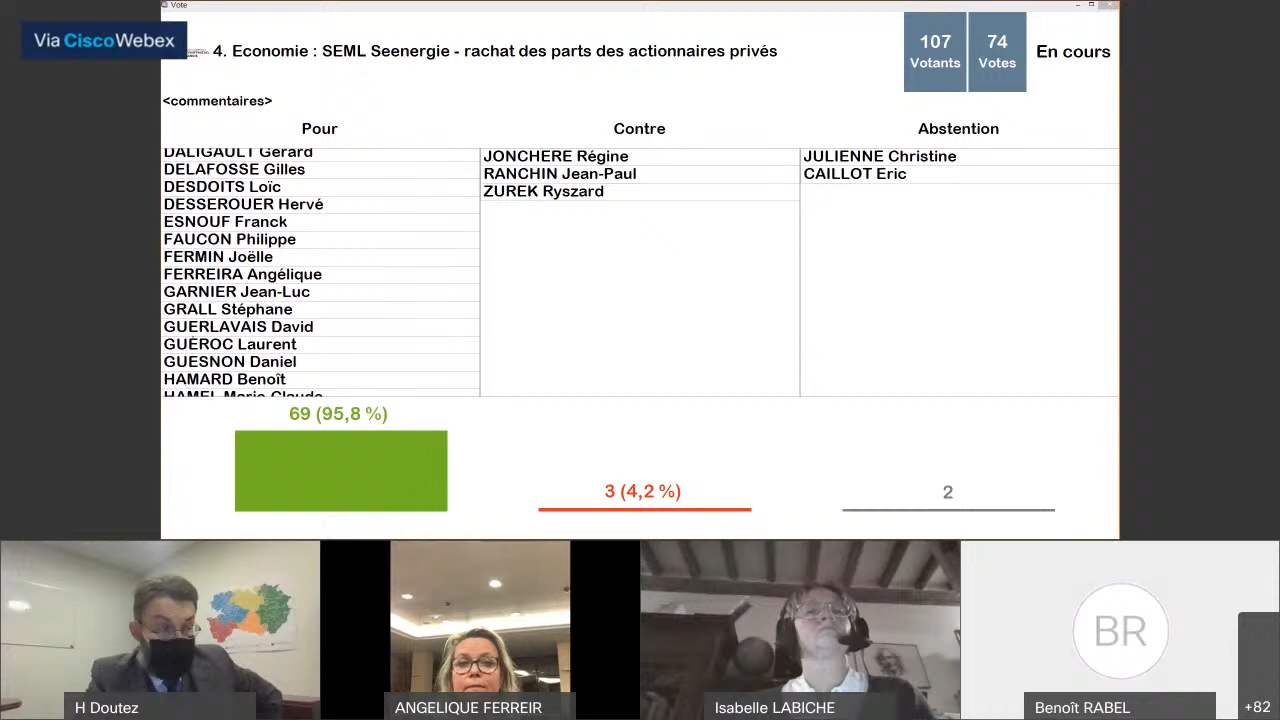 Vote
Via CiscoWebex
4. Economie : SEML Seenergie - rachat des parts des actionnaires privés
107
Votants
74
Votes
En cours
<commentaires>
Pour
Contre
Abstention
DALIGAULT Gérard
DELAFOSSE Gilles
DESDOITS Loïc
DESSEROUER Hervé
ESNOUF Franck
FAUCON Philippe
FERMIN Joëlle
FERREIRA Angélique
GARNIER Jean-Luc
GRALL Stéphane
GUERLAVAIS David
GUÉROC Laurent
GUESNON Daniel
HAMARD Benoît
HAMEL Marie-Claude
JONCHERE Régine
RANCHIN Jean-Paul
ZUREK Ryszard
JULIENNE Christine
CAILLOT Eric
69 (95,8 %)
3 (4,2 %)
2
H Doutez
ANGELIQUE FERREIR
Isabelle LABICHE
BR
Benoît RABEL
+82